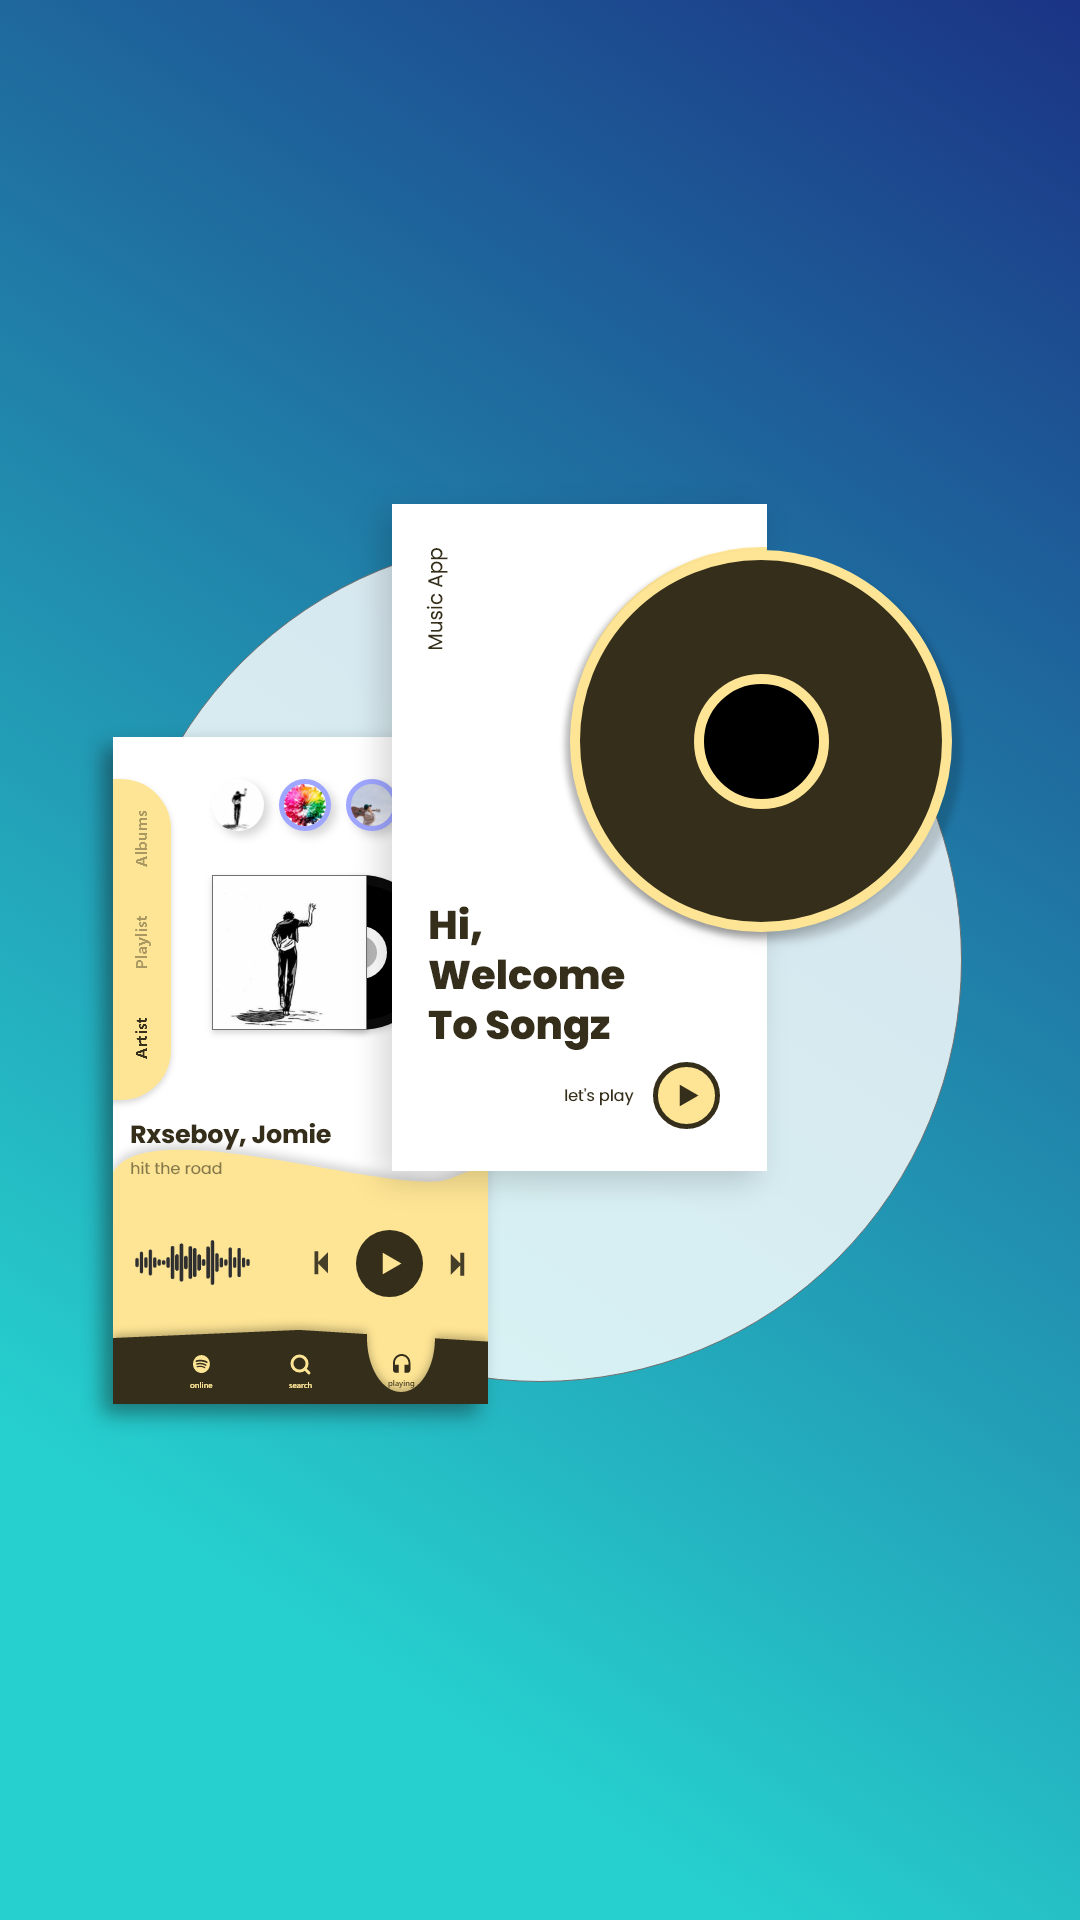 Music App
Hi,
Welcome
To Songz
let's play
Albums
Playlist
Artist
Rxseboy, Jomie
hit the road
online
search
playing